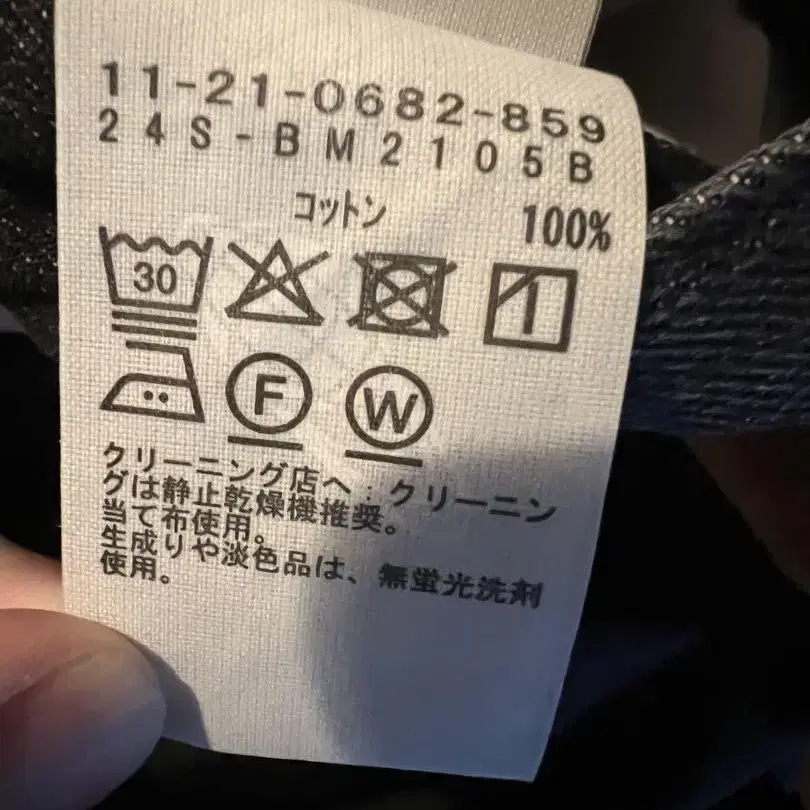 11-21-0682-859
24S-BM2105B
コットン 100%
30
F W
クリーニング店へ：クリーニン
グは静止乾燥機推奨。
当て布使用。
生成りや淡色品は、無蛍光洗剤
使用。